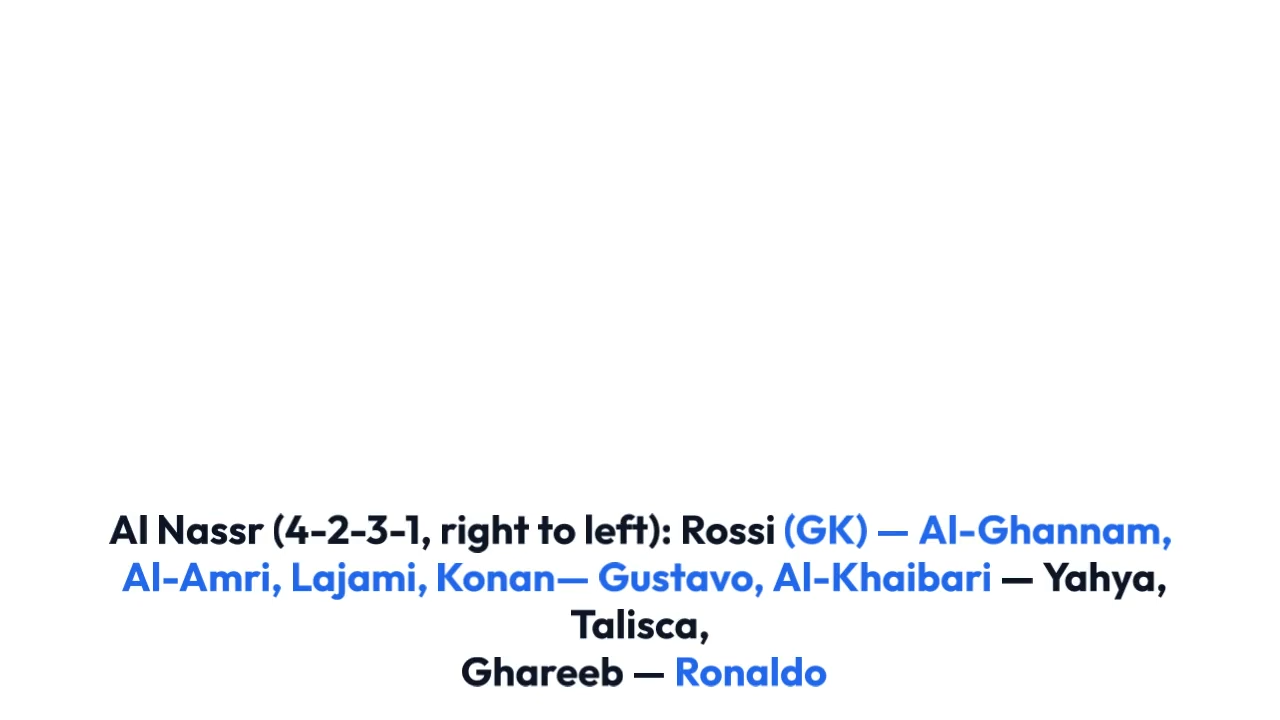 Al Nassr (4-2-3-1, right to left): Rossi (GK) — Al-Ghannam,
Al-Amri, Lajami, Konan— Gustavo, Al-Khaibari — Yahya,
Talisca,
Ghareeb — Ronaldo